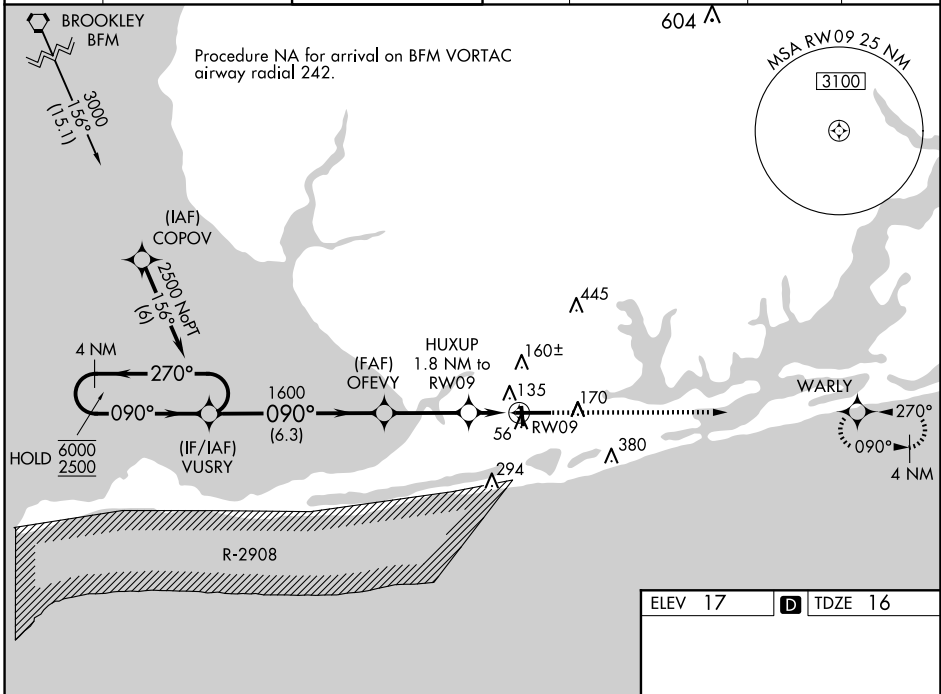 BROOKLEY
BFM
Procedure NA for arrival on BFM VORTAC
airway radial 242.
604
MSA RW09 25 NM
3100
3000
156°
(15.1)
(IAF)
COPOV
2500 NoPT
156°
(6)
4 NM
270°
090°
HOLD
6000
2500
(IF/IAF)
VUSRY
1600
090°
(6.3)
(FAF)
OFEVY
HUXUP
1.8 NM to
RW09
445
160±
135
170
56
RW09
380
294
WARLY
270°
090°
4 NM
R-2908
ELEV 17
D
TDZE 16